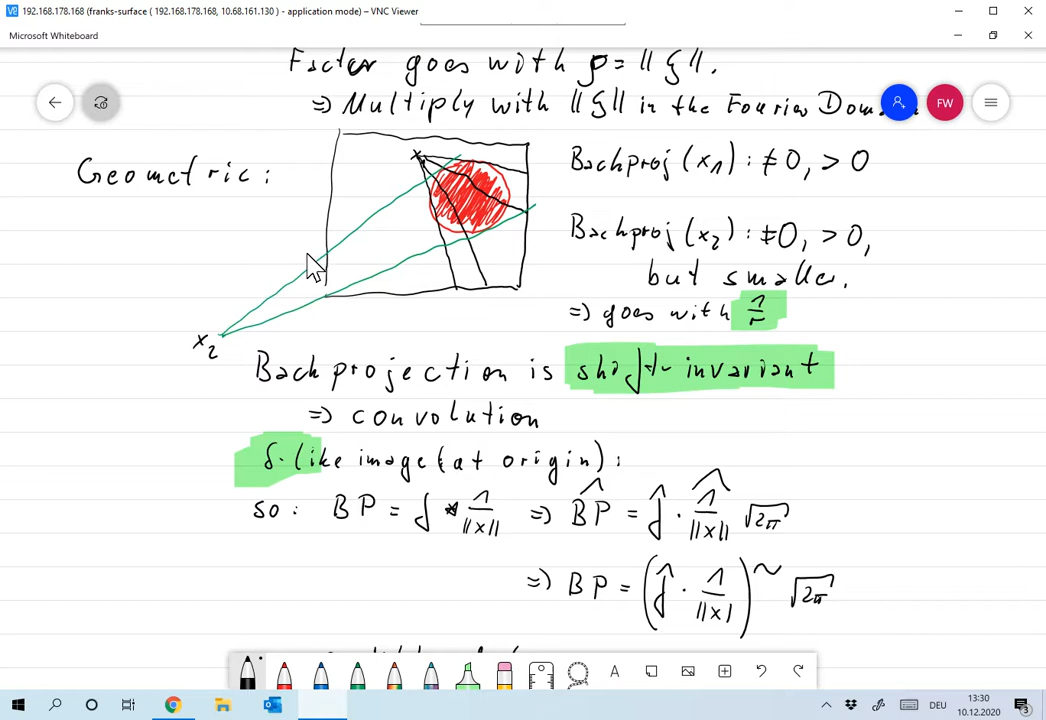 192.168.178.168 (franks-surface ( 192.168.178.168, 10.68.161.130 ) - application mode) - VNC Viewer
Microsoft Whiteboard
Factor goes with ρ = ||ξ||.
=> Multiply with ||ξ|| in the Fourier Domain
FW
Geometric:
x₁
x₂
Backproj (x₁) : ≠ 0, > 0
Backproj (x₂) : ≠ 0, > 0,
but smaller.
=> goes with 1/r
Backprojection is shift-invariant
=> convolution
δ-like image (at origin):
so: BP = f * 1/||x|| => B̂P = f̂ · (1/||x||)^ √2π
=> BP = (f̂ · 1/||x||)~ √2π
A
DEU
13:30
10.12.2020
3